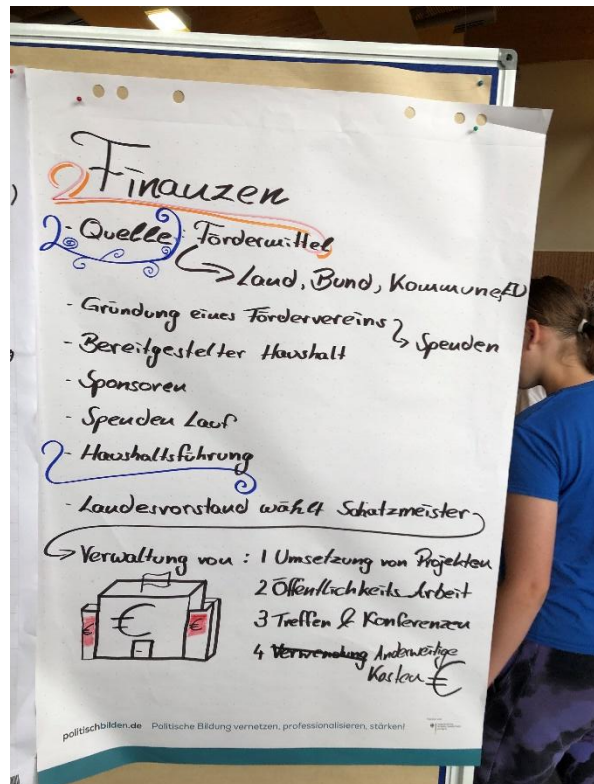 Finanzen
- Quelle: Fördermittel
Land, Bund, Kommune, EU
- Gründung eines Fördervereins
Spenden
- Bereitgestelter Haushalt
- Sponsoren
- Spenden Lauf
- Haushaltsführung
- Landesvorstand wählt Schatzmeister
Verwaltung von : 1 Umsetzung von Projekten
2 Öffentlichkeits Arbeit
3 Treffen & Konferenzen
4 Verwendung Anderweitige
Kosten €
€ € €
politischbilden.de Politische Bildung vernetzen, professionalisieren, stärken!